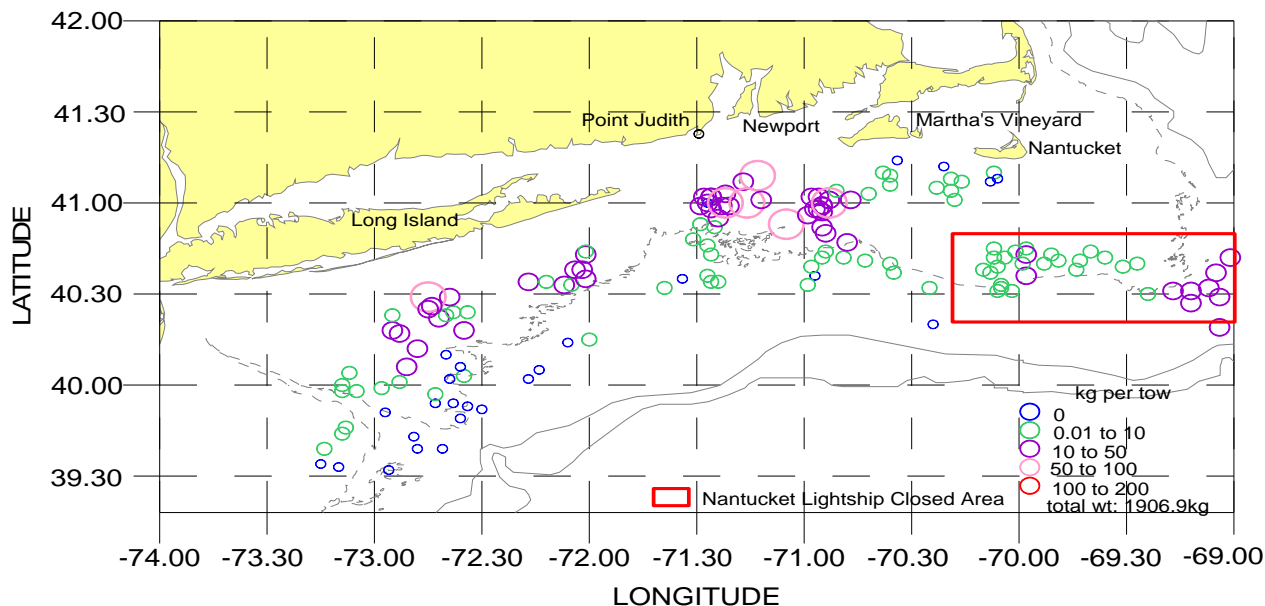 42.00
41.30
41.00
40.30
40.00
39.30
LATITUDE
Point Judith
Newport
Martha's Vineyard
Nantucket
Long Island
kg per tow
0
0.01 to 10
10 to 50
50 to 100
100 to 200
total wt: 1906.9kg
Nantucket Lightship Closed Area
-74.00 -73.30 -73.00 -72.30 -72.00 -71.30 -71.00 -70.30 -70.00 -69.30 -69.00
LONGITUDE